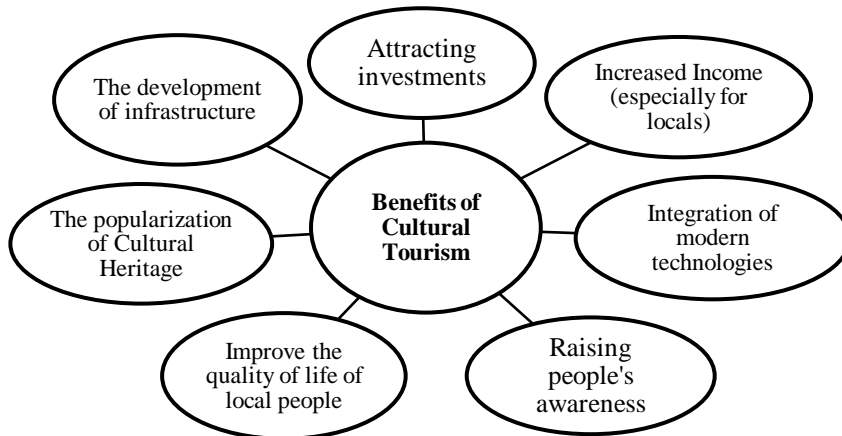 Attracting
investments
Increased Income
(especially for
locals)
Integration of
modern
technologies
Raising
people's
awareness
Improve the
quality of life of
local people
The popularization
of Cultural
Heritage
The development
of infrastructure
Benefits of
Cultural
Tourism